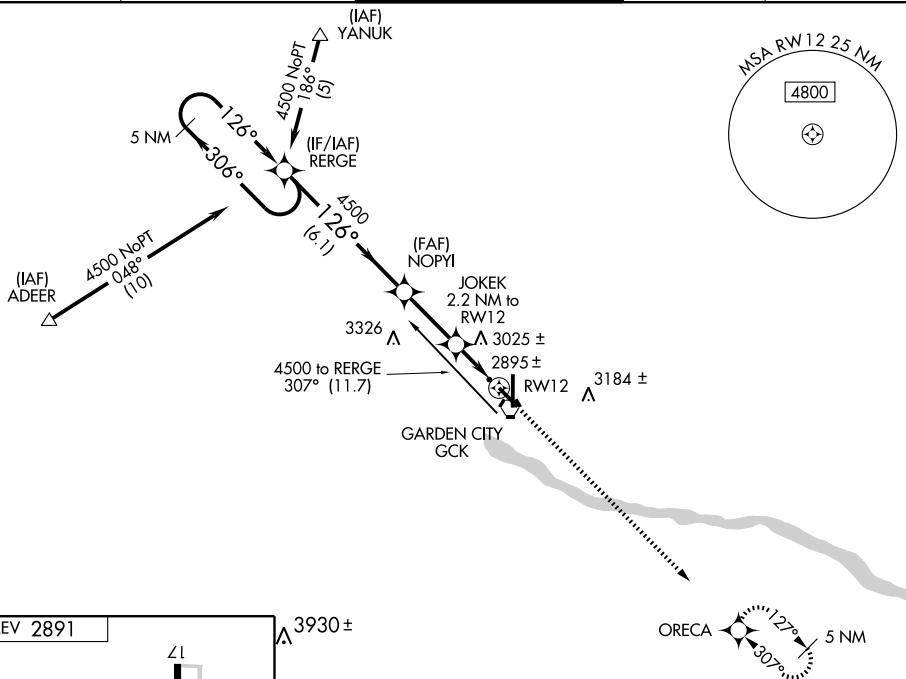 (IAF)
YANUK
MSA RW12 25 NM
4800
4500 NoPT
186°
(5)
5 NM
126°
306°
(IF/IAF)
RERGE
4500
126°
(6.1)
4500 NoPT
048°
(10)
(IAF)
ADEER
(FAF)
NOPYI
JOKEK
2.2 NM to
RW12
3326
3025 ±
2895 ±
4500 to RERGE
307° (11.7)
RW12
3184 ±
GARDEN CITY
GCK
EV 2891
3930 ±
17
ORECA
127°
307°
5 NM